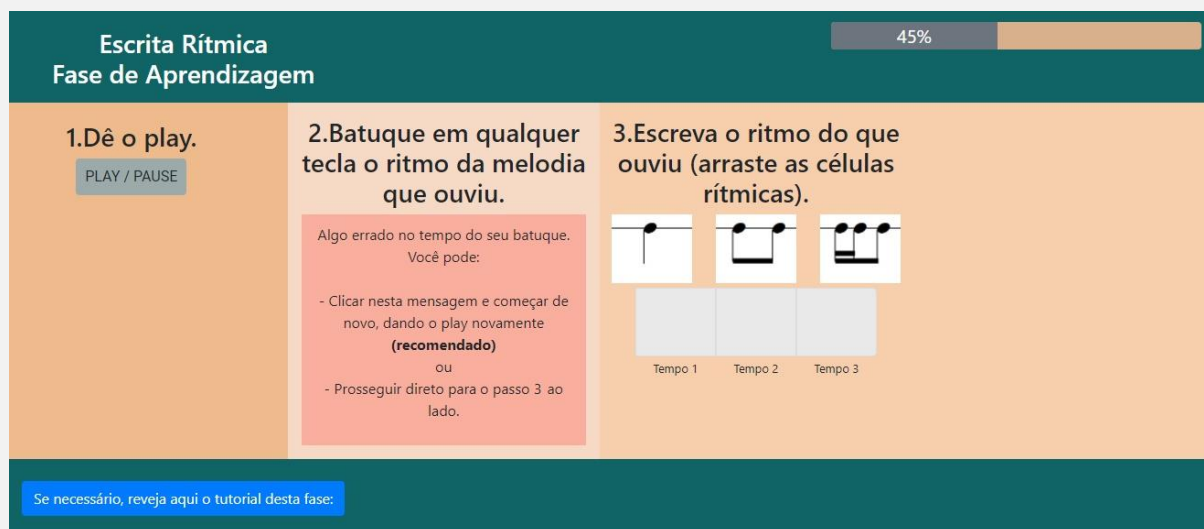 Escrita Rítmica
Fase de Aprendizagem
45%
1.Dê o play.
PLAY / PAUSE
2.Batuque em qualquer
tecla o ritmo da melodia
que ouviu.
Algo errado no tempo do seu batuque.
Você pode:
- Clicar nesta mensagem e começar de
novo, dando o play novamente
(recomendado)
ou
- Prosseguir direto para o passo 3 ao
lado.
3.Escreva o ritmo do que
ouviu (arraste as células
rítmicas).
Tempo 1
Tempo 2
Tempo 3
Se necessário, reveja aqui o tutorial desta fase: